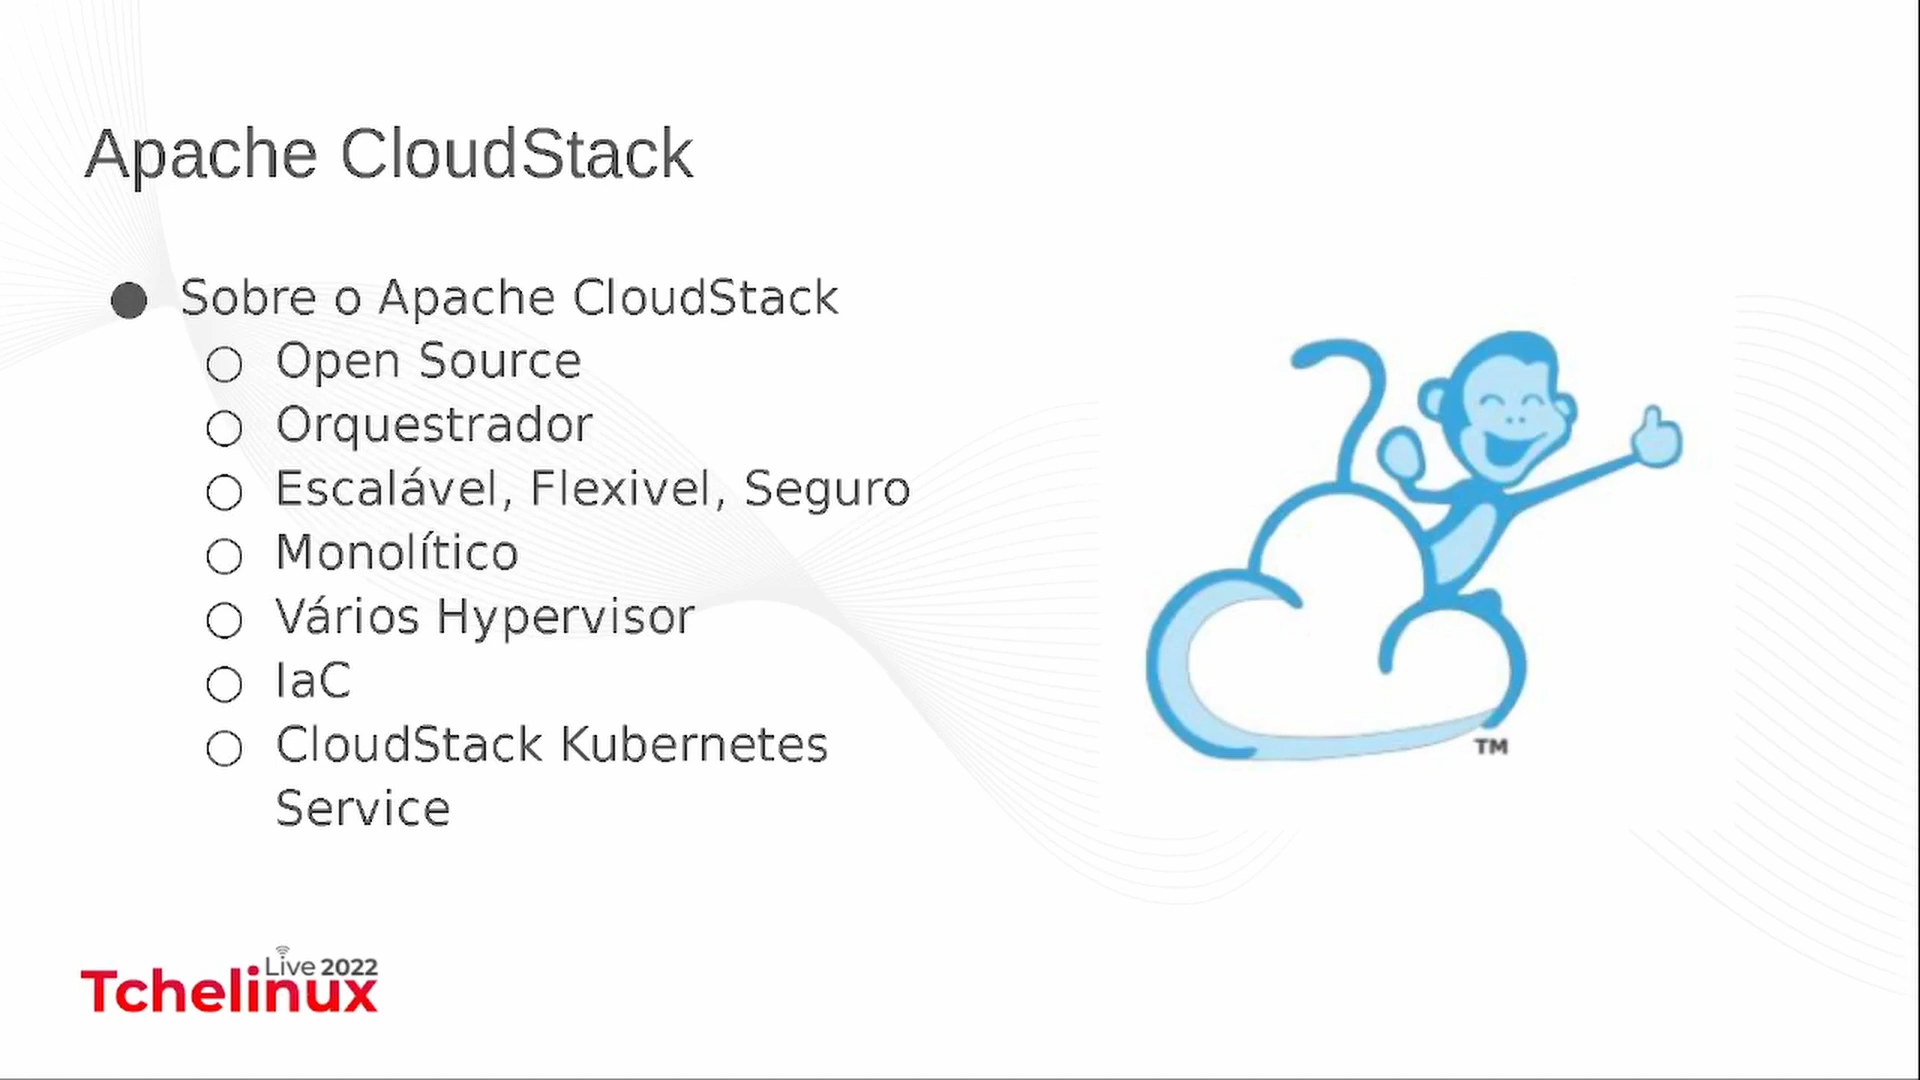 Apache CloudStack
● Sobre o Apache CloudStack
○ Open Source
○ Orquestrador
○ Escalável, Flexivel, Seguro
○ Monolítico
○ Vários Hypervisor
○ IaC
○ CloudStack Kubernetes
Service
TM
Live 2022
Tchelinux